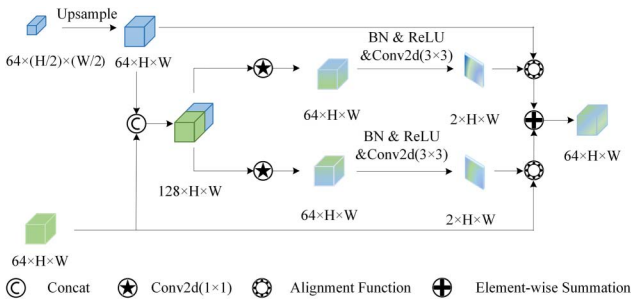 Upsample
BN & ReLU
&Conv2d(3×3)
64×(H/2)×(W/2)
64×H×W
64×H×W
2×H×W
C
BN & ReLU
&Conv2d(3×3)
64×H×W
128×H×W
64×H×W
2×H×W
64×H×W
C Concat
Conv2d(1×1)
Alignment Function
Element-wise Summation